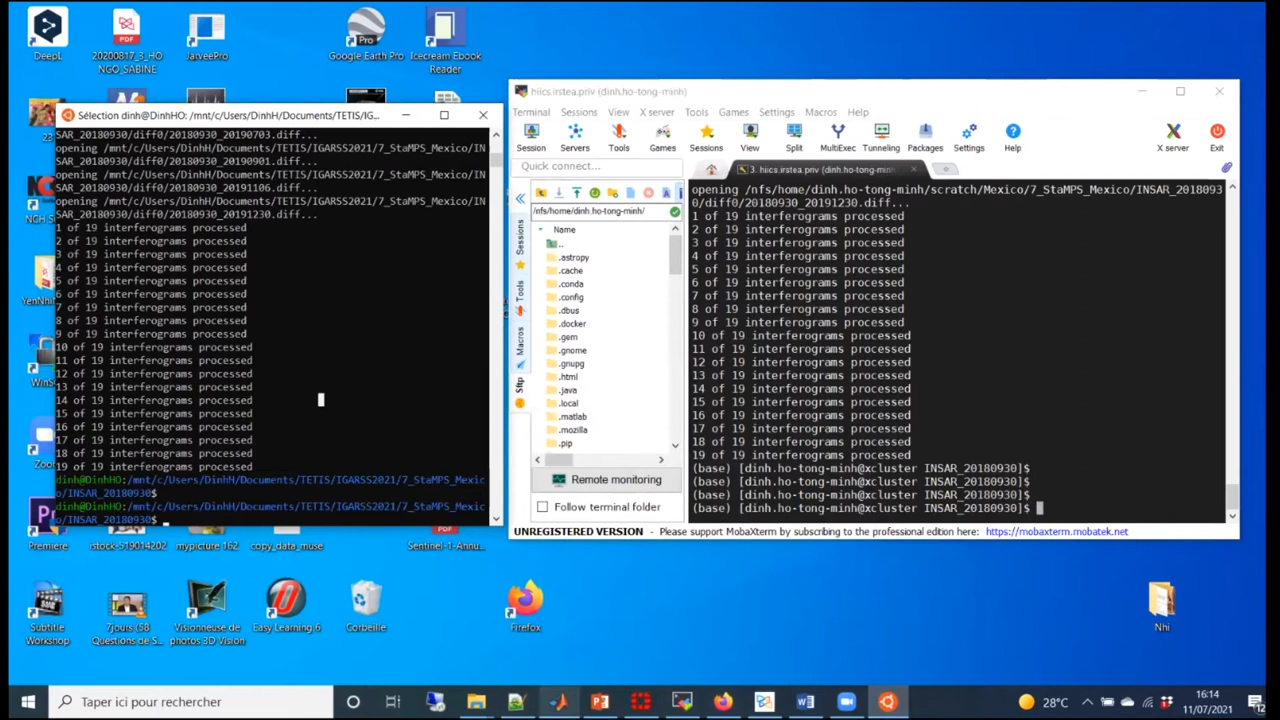 DeepL
20200817_3_HO
NGO_SABINE
JarveePro
Pro
Google Earth Pro
Icecream Ebook
Reader
PDF
Sélection dinh@DinhHO: /mnt/c/Users/DinhH/Documents/TETIS/IG...
SAR_20180930/diff0/20180930_20190703.diff...
opening /mnt/c/Users/DinhH/Documents/TETIS/IGARSS2021/7_StaMPS_Mexico/IN
SAR_20180930/diff0/20180930_20190901.diff...
opening /mnt/c/Users/DinhH/Documents/TETIS/IGARSS2021/7_StaMPS_Mexico/IN
SAR_20180930/diff0/20180930_20191106.diff...
opening /mnt/c/Users/DinhH/Documents/TETIS/IGARSS2021/7_StaMPS_Mexico/IN
SAR_20180930/diff0/20180930_20191230.diff...
1 of 19 interferograms processed
2 of 19 interferograms processed
3 of 19 interferograms processed
4 of 19 interferograms processed
5 of 19 interferograms processed
6 of 19 interferograms processed
7 of 19 interferograms processed
8 of 19 interferograms processed
9 of 19 interferograms processed
10 of 19 interferograms processed
11 of 19 interferograms processed
12 of 19 interferograms processed
13 of 19 interferograms processed
14 of 19 interferograms processed
15 of 19 interferograms processed
16 of 19 interferograms processed
17 of 19 interferograms processed
18 of 19 interferograms processed
19 of 19 interferograms processed
dinh@DinhHO:/mnt/c/Users/DinhH/Documents/TETIS/IGARSS2021/7_StaMPS_Mexic
o/INSAR_20180930$
dinh@DinhHO:/mnt/c/Users/DinhH/Documents/TETIS/IGARSS2021/7_StaMPS_Mexic
o/INSAR_20180930$
hiics.irstea.priv (dinh.ho-tong-minh)
Terminal Sessions View X server Tools Games Settings Macros Help
Session Servers Tools Games Sessions View Split MultiExec Tunneling Packages Settings Help X server Exit
Quick connect...
3. hiics.irstea.priv (dinh.ho-tong-minh
/nfs/home/dinh.ho-tong-minh/
Sessions
Tools
Macros
Sftp
Name
..
.astropy
.cache
.conda
.config
.dbus
.docker
.gem
.gnome
.gnupg
.html
.java
.local
.matlab
.mozilla
.pip
Remote monitoring
Follow terminal folder
opening /nfs/home/dinh.ho-tong-minh/scratch/Mexico/7_StaMPS_Mexico/INSAR_2018093
0/diff0/20180930_20191230.diff...
1 of 19 interferograms processed
2 of 19 interferograms processed
3 of 19 interferograms processed
4 of 19 interferograms processed
5 of 19 interferograms processed
6 of 19 interferograms processed
7 of 19 interferograms processed
8 of 19 interferograms processed
9 of 19 interferograms processed
10 of 19 interferograms processed
11 of 19 interferograms processed
12 of 19 interferograms processed
13 of 19 interferograms processed
14 of 19 interferograms processed
15 of 19 interferograms processed
16 of 19 interferograms processed
17 of 19 interferograms processed
18 of 19 interferograms processed
19 of 19 interferograms processed
(base) [dinh.ho-tong-minh@xcluster INSAR_20180930]$
(base) [dinh.ho-tong-minh@xcluster INSAR_20180930]$
(base) [dinh.ho-tong-minh@xcluster INSAR_20180930]$
(base) [dinh.ho-tong-minh@xcluster INSAR_20180930]$
UNREGISTERED VERSION - Please support MobaXterm by subscribing to the professional edition here: https://mobaxterm.mobatek.net
Premiere
istock-519014202
mypicture 162
copy_data_muse
PDF
Sentinel-1-Annu...
Subtitle
Workshop
7jours (58
Questions de S...
Visionneuse de
photos 3D Vision
Easy Learning 6
Corbeille
Firefox
Nhi
Taper ici pour rechercher
28°C
16:14
11/07/2021
12